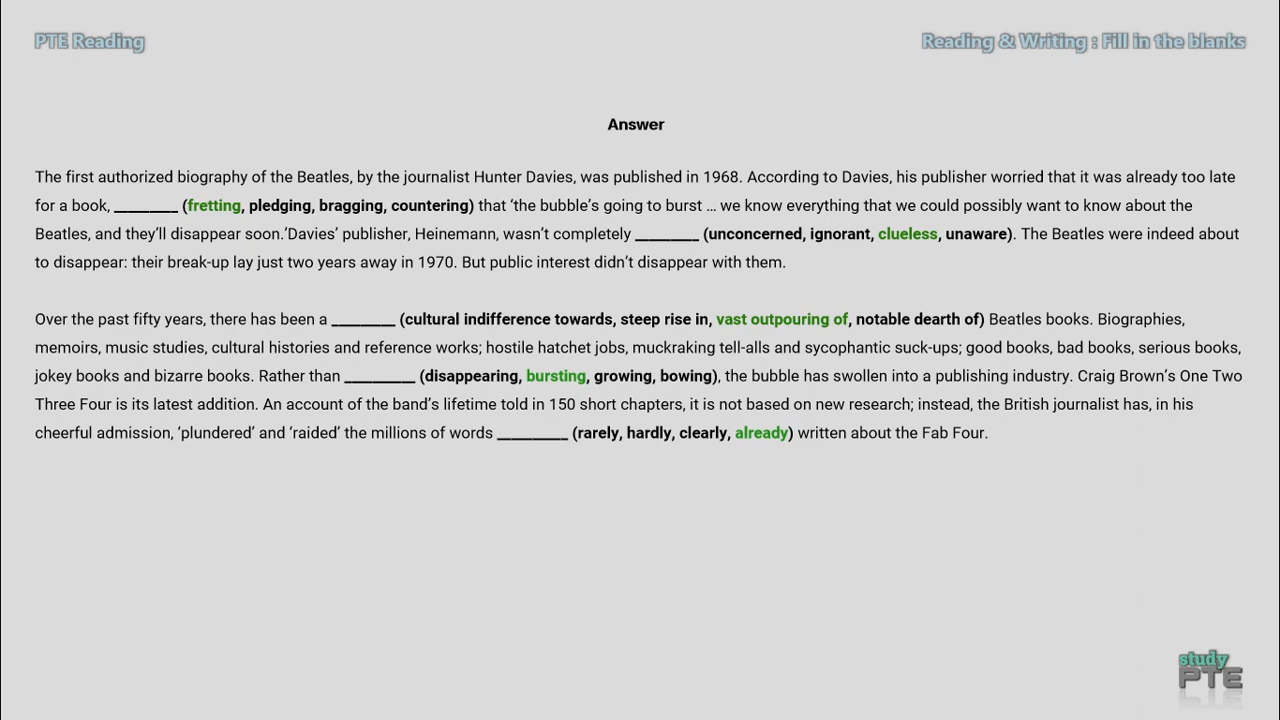 PTE Reading
Reading & Writing : Fill in the blanks
Answer
The first authorized biography of the Beatles, by the journalist Hunter Davies, was published in 1968. According to Davies, his publisher worried that it was already too late
for a book, _________ (fretting, pledging, bragging, countering) that ‘the bubble’s going to burst … we know everything that we could possibly want to know about the
Beatles, and they’ll disappear soon.’Davies’ publisher, Heinemann, wasn’t completely _________ (unconcerned, ignorant, clueless, unaware). The Beatles were indeed about
to disappear: their break-up lay just two years away in 1970. But public interest didn’t disappear with them.
Over the past fifty years, there has been a _________ (cultural indifference towards, steep rise in, vast outpouring of, notable dearth of) Beatles books. Biographies,
memoirs, music studies, cultural histories and reference works; hostile hatchet jobs, muckraking tell-alls and sycophantic suck-ups; good books, bad books, serious books,
jokey books and bizarre books. Rather than __________ (disappearing, bursting, growing, bowing), the bubble has swollen into a publishing industry. Craig Brown’s One Two
Three Four is its latest addition. An account of the band’s lifetime told in 150 short chapters, it is not based on new research; instead, the British journalist has, in his
cheerful admission, ‘plundered’ and ‘raided’ the millions of words __________ (rarely, hardly, clearly, already) written about the Fab Four.
study
PTE